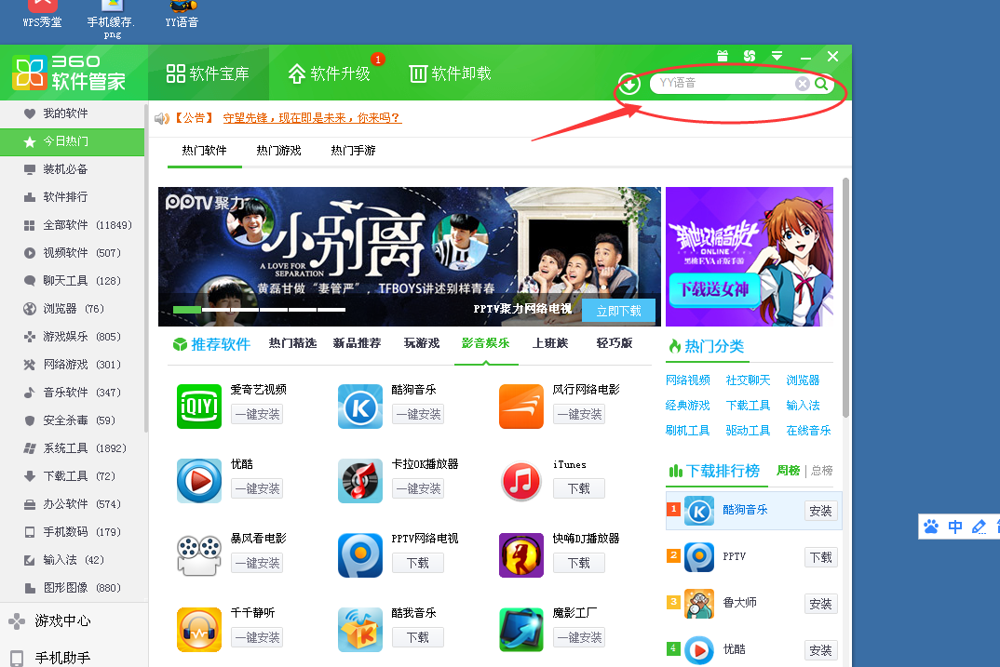 WPS秀堂
手机缓存.png
YY语音
360
软件管家
软件宝库
软件升级
1
软件卸载
YY语音
我的软件
今日热门
装机必备
软件排行
全部软件 (11849)
视频软件 (507)
聊天工具 (128)
浏览器 (76)
游戏娱乐 (805)
网络游戏 (301)
音乐软件 (347)
安全杀毒 (59)
系统工具 (1892)
下载工具 (72)
办公软件 (574)
手机数码 (179)
输入法 (42)
图形图像 (880)
游戏中心
手机助手
【公告】 守望先锋，现在即是未来，你来吗？
热门软件 热门游戏 热门手游
PPTV聚力
小别离
A LOVE FOR SEPARATION
黄磊甘做“妻管严”，TFBOYS讲述别样青春
PPTV聚力网络电视
立即下载
新世纪福音战士
ONLINE
黑桃EVA正版手游
下载送女神
推荐软件 热门精选 新品推荐 玩游戏 影音娱乐 上班族 轻巧版
iQIYI
爱奇艺视频
一键安装
酷狗音乐
一键安装
风行网络电影
一键安装
优酷
一键安装
卡拉OK播放器
一键安装
iTunes
下载
暴风看电影
一键安装
PPTV网络电视
下载
快嗨DJ播放器
下载
千千静听
一键安装
酷我音乐
下载
魔影工厂
一键安装
热门分类
网络视频 社交聊天 浏览器
经典游戏 下载工具 输入法
刷机工具 驱动工具 在线音乐
下载排行榜 周榜 | 总榜
1 酷狗音乐 安装
2 PPTV 下载
3 鲁大师 安装
4 优酷 安装
中